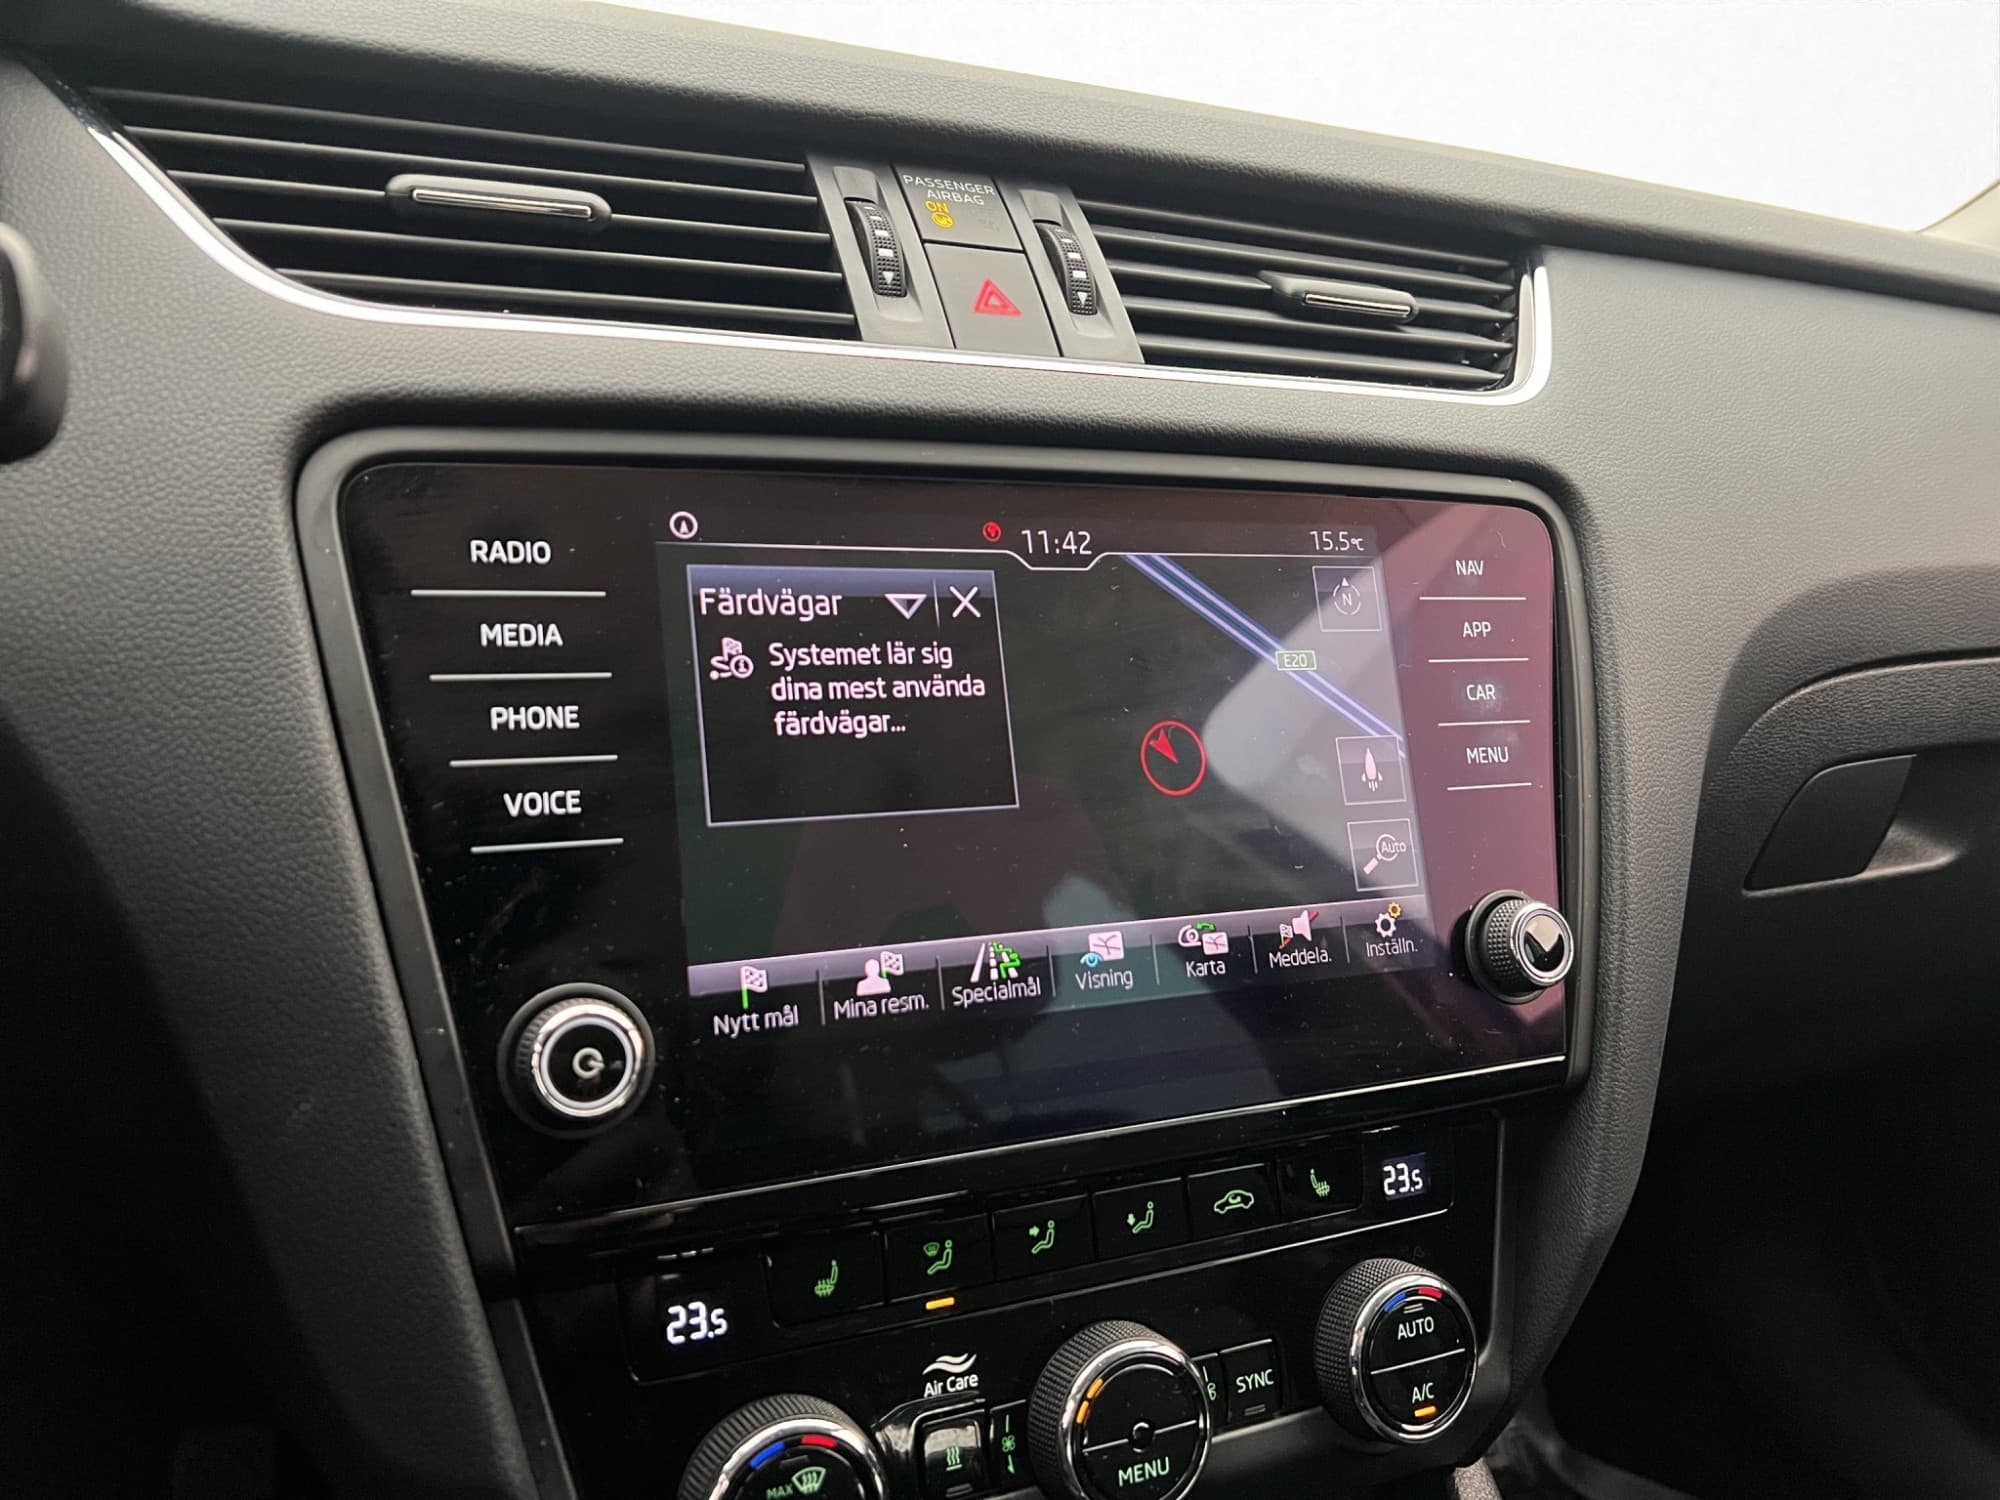 PASSENGER
AIRBAG
ON
RADIO
MEDIA
PHONE
VOICE
11:42
15.5°C
Färdvägar
Systemet lär sig
dina mest använda
färdvägar...
N
E20
Auto
NAV
APP
CAR
MENU
Nytt mål
Mina resm.
Specialmål
Visning
Karta
Meddela.
Inställn.
23.5
23.5
Air Care
SYNC
AUTO
A/C
MENU
MAX